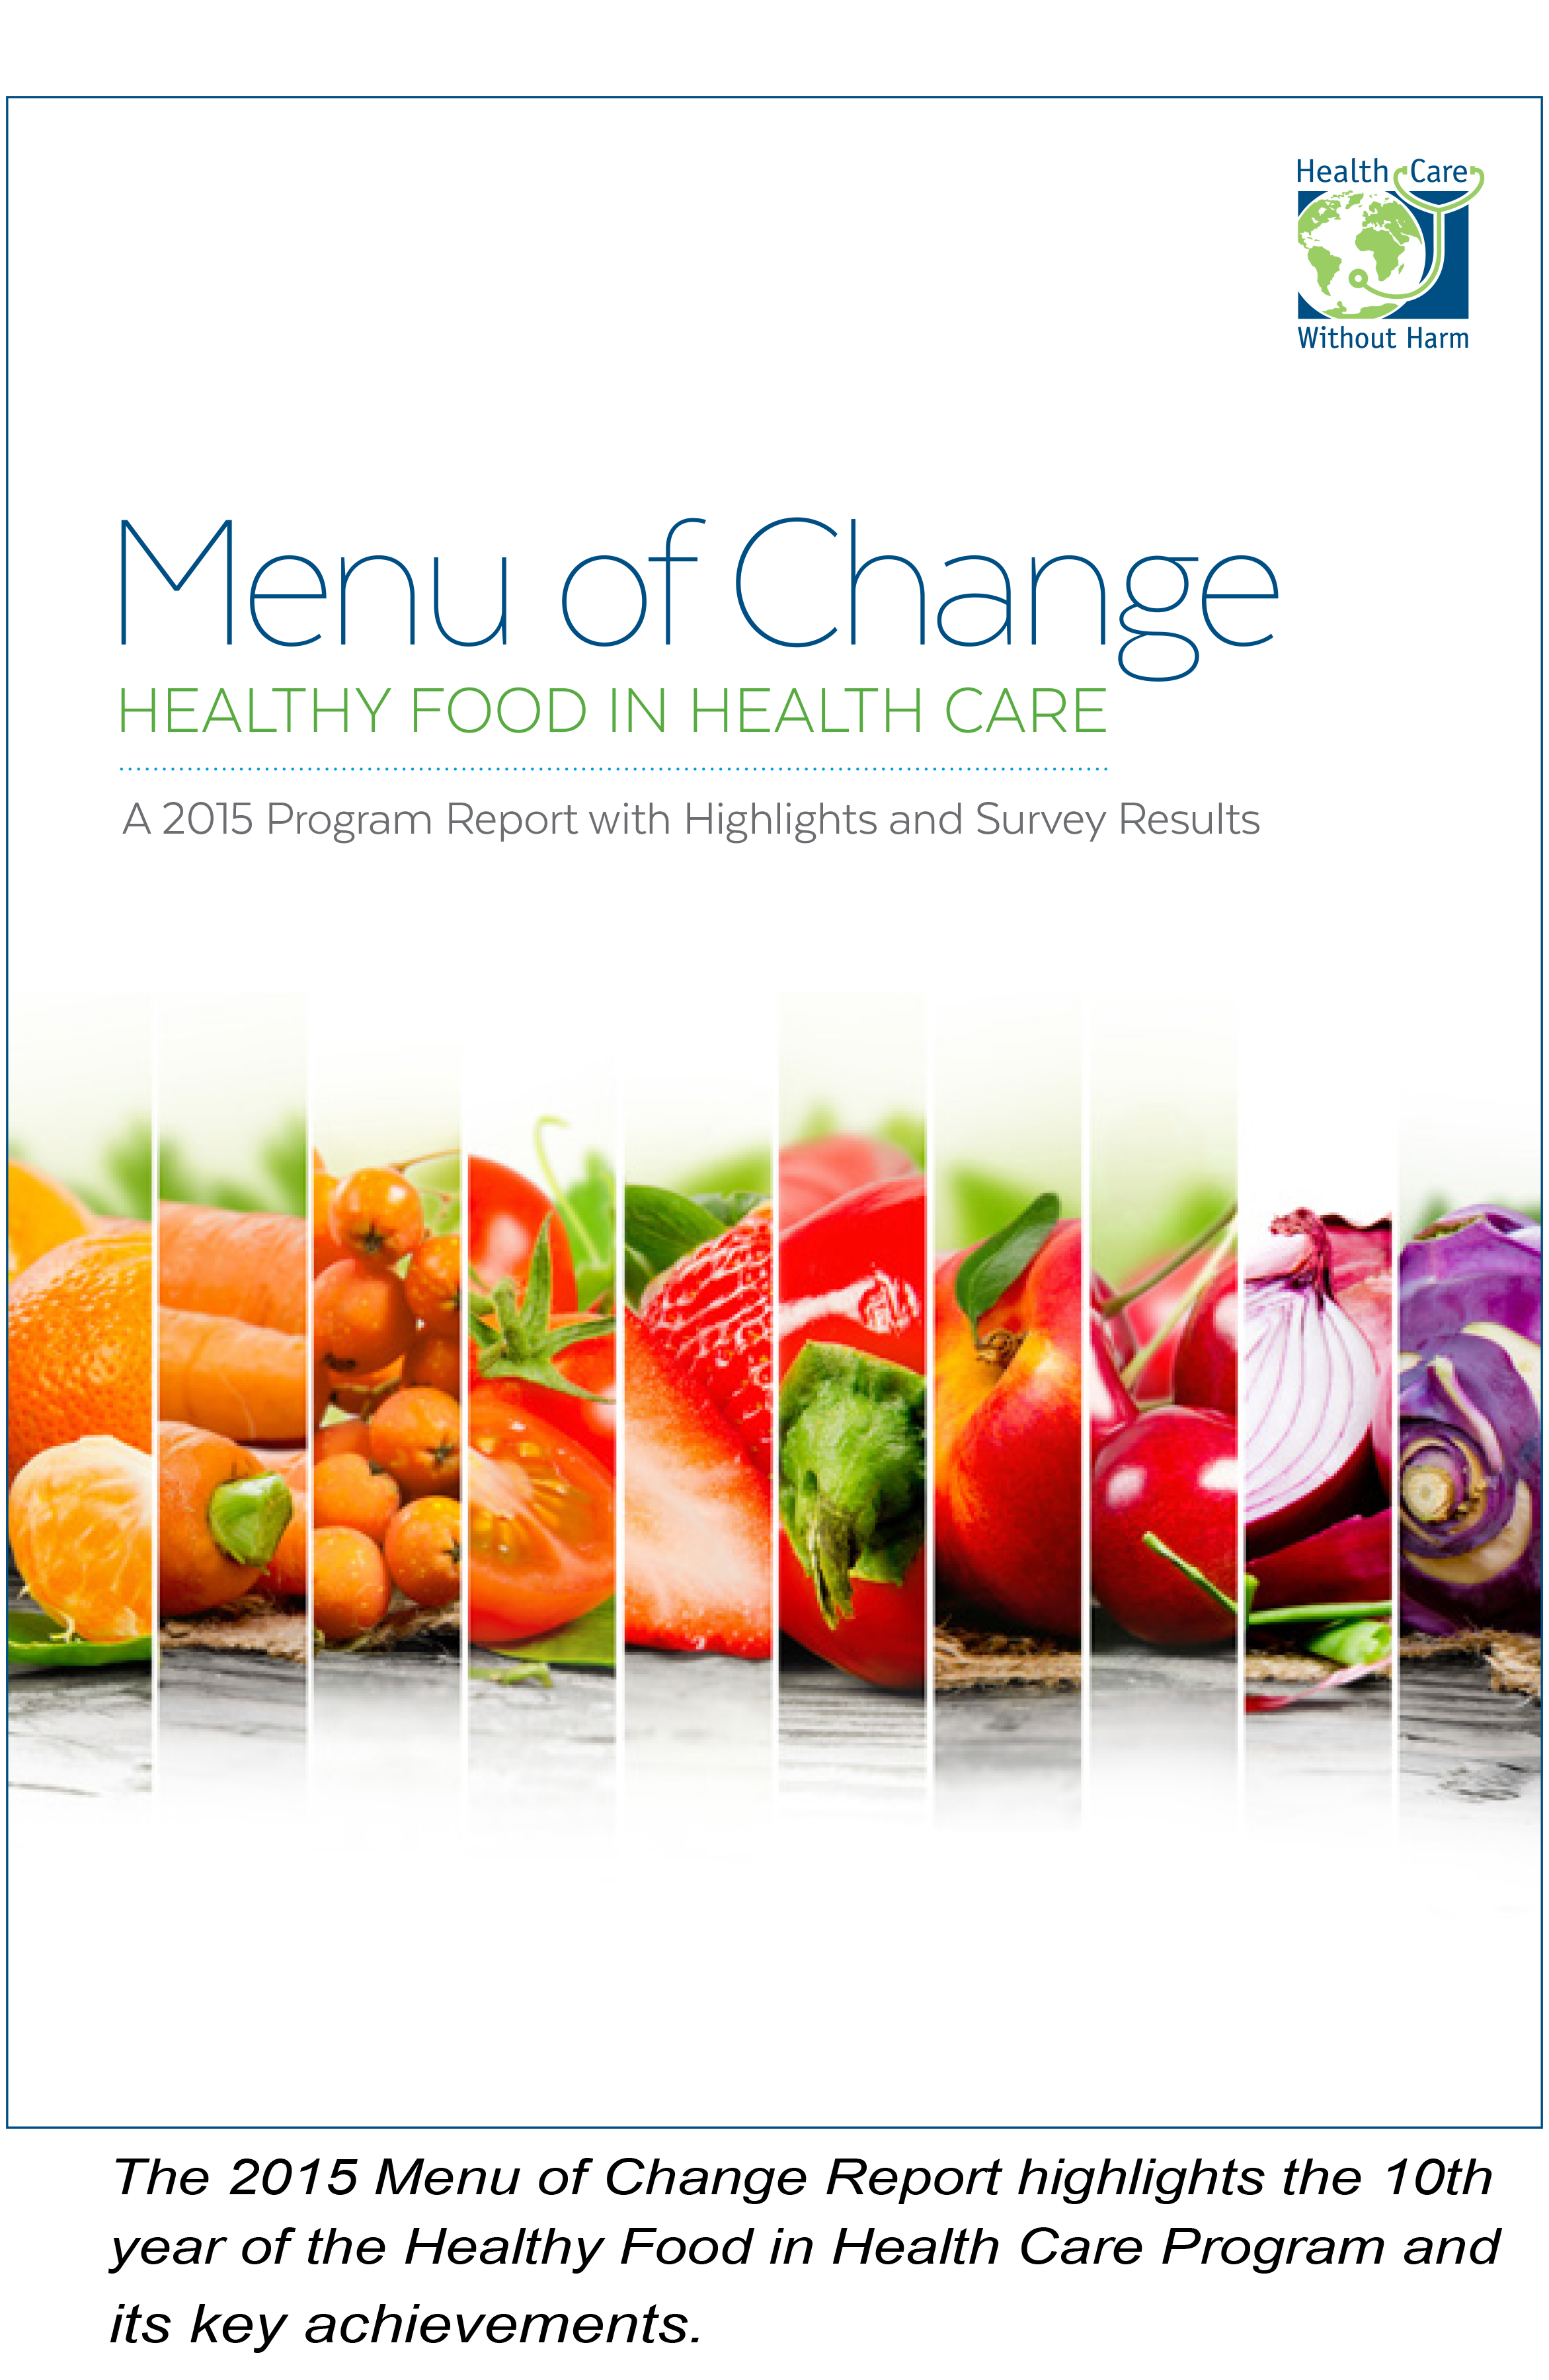 Health Care
Without Harm
Menu of Change
HEALTHY FOOD IN HEALTH CARE
A 2015 Program Report with Highlights and Survey Results
The 2015 Menu of Change Report highlights the 10th
year of the Healthy Food in Health Care Program and
its key achievements.